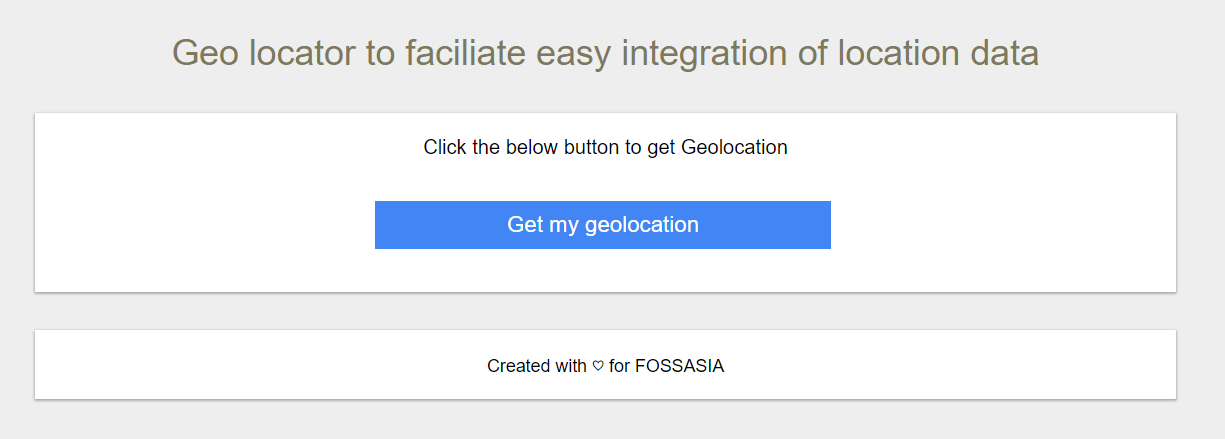 Geo locator to faciliate easy integration of location data
Click the below button to get Geolocation
Get my geolocation
Created with ♡ for FOSSASIA